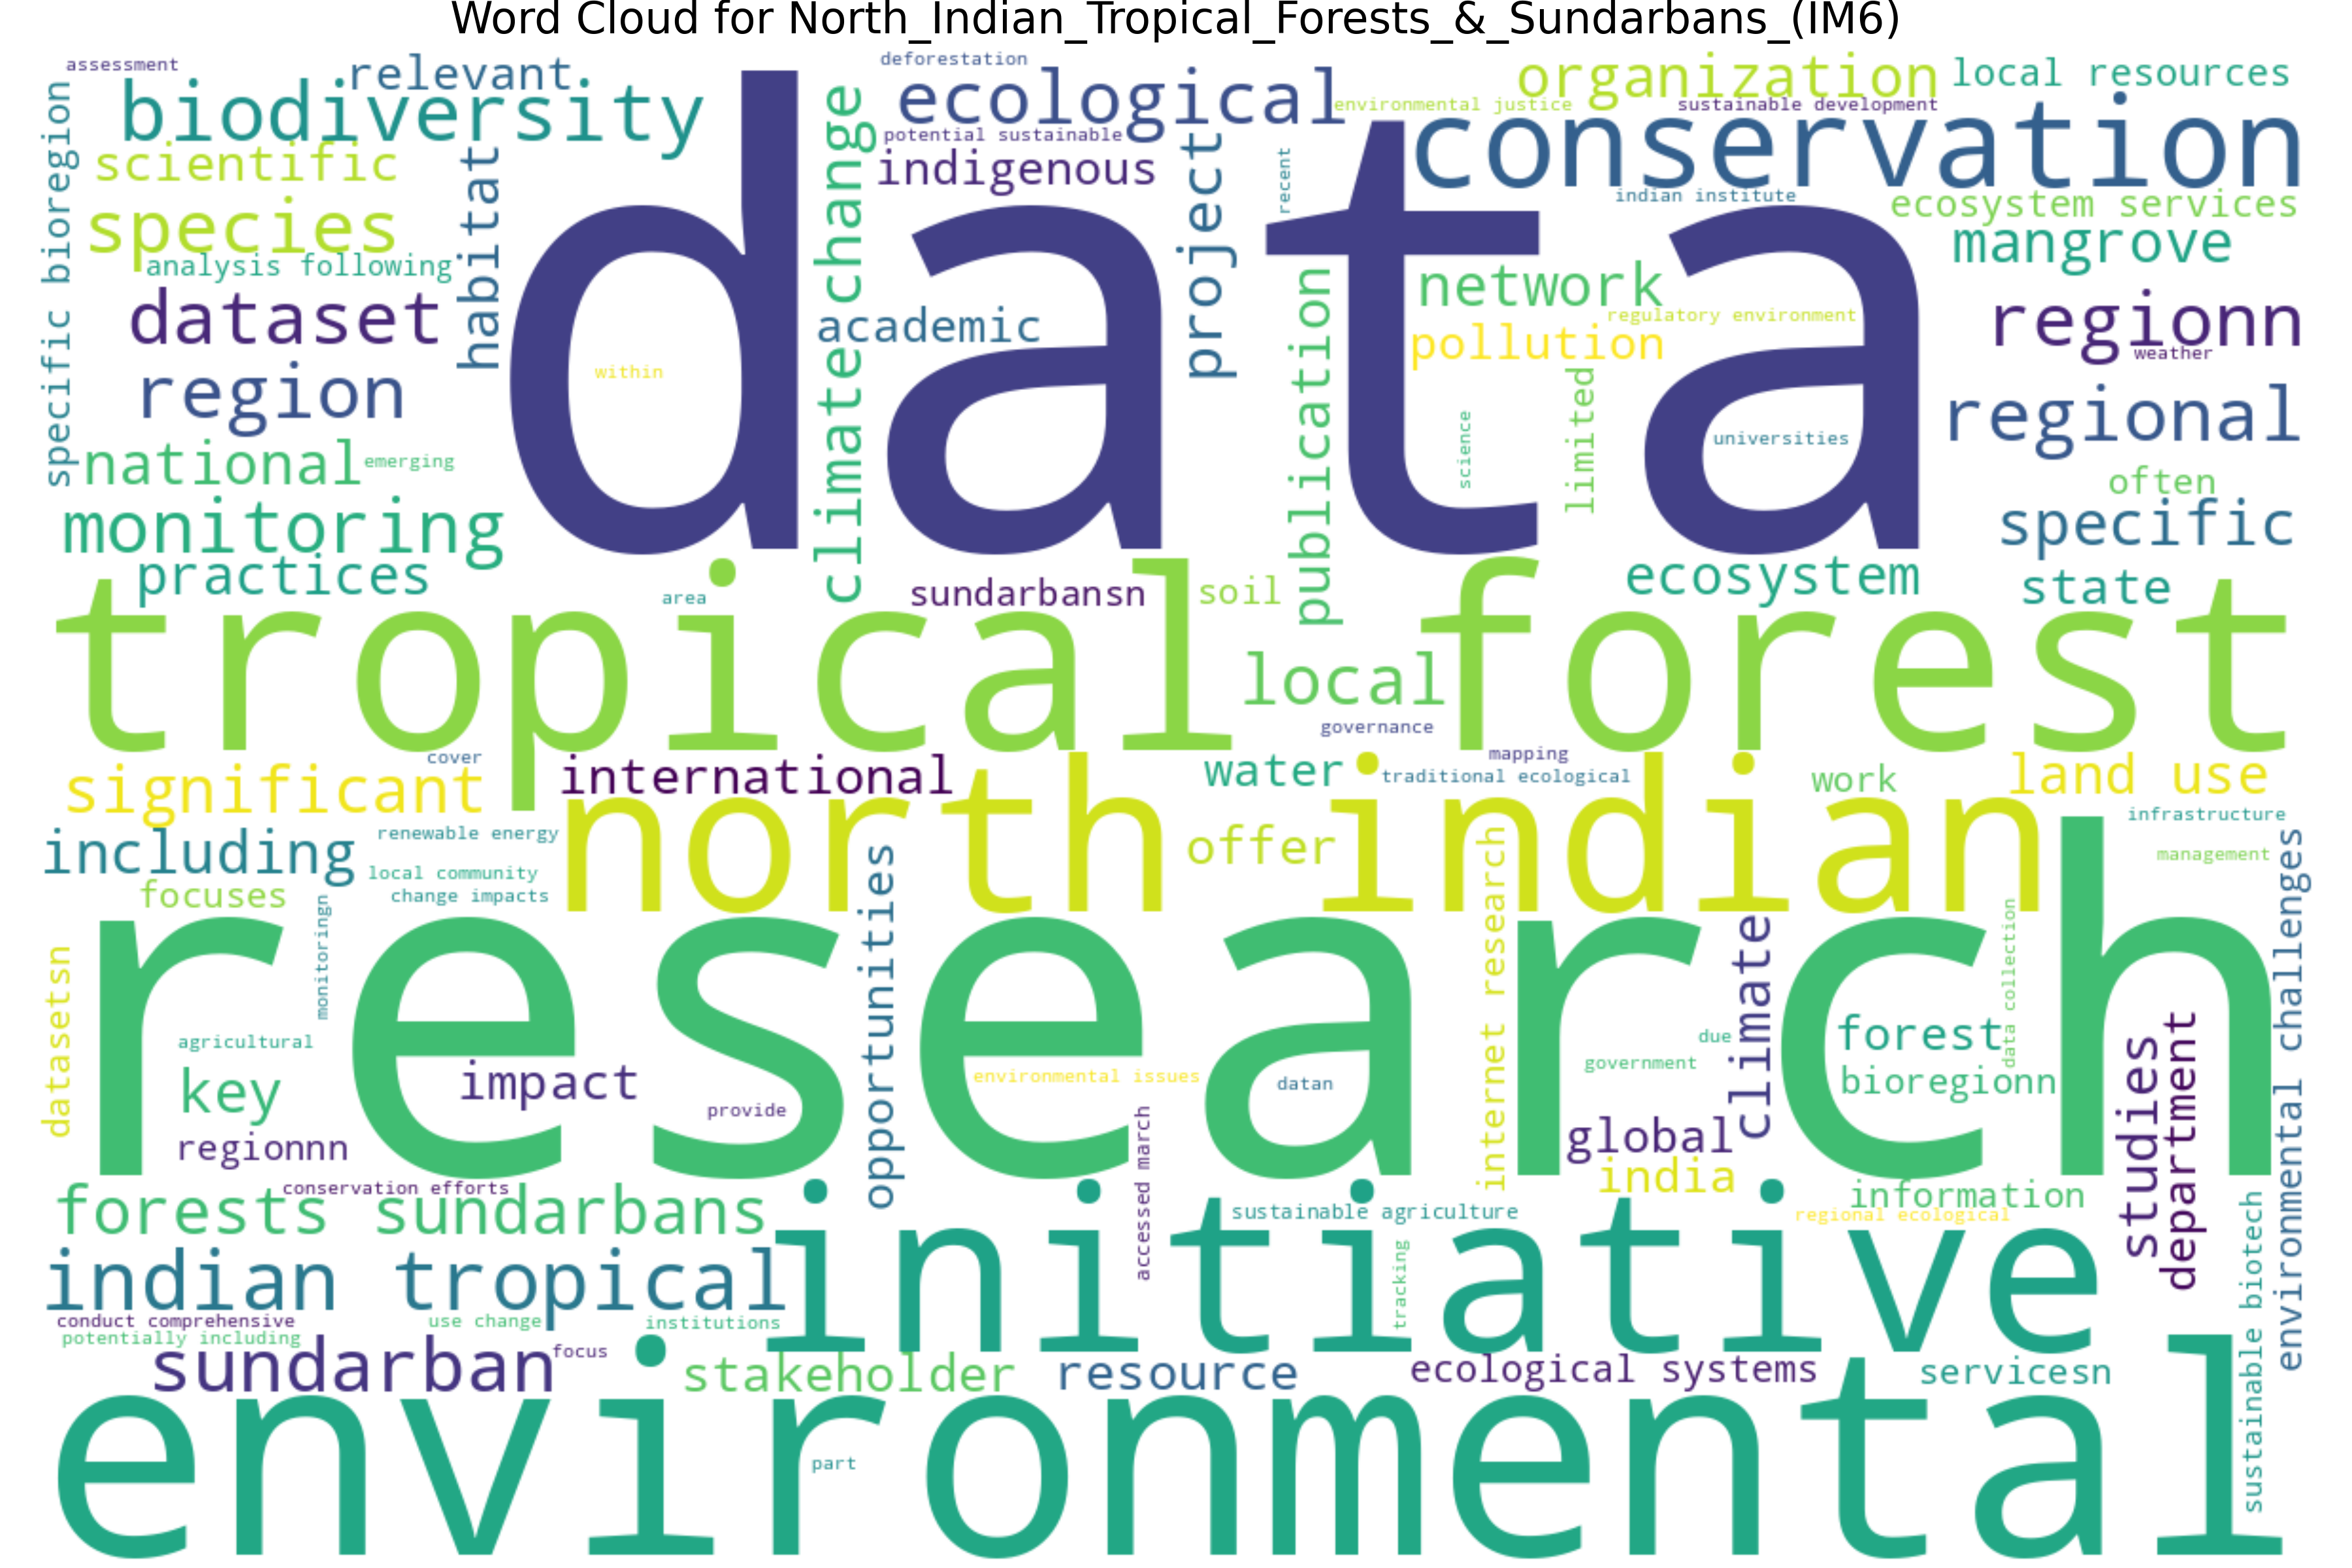 Word Cloud for North_Indian_Tropical_Forests_&_Sundarbans_(IM6)
assessment
relevant
biodiversity
specific bioregion
scientific
species
analysis following
habitat
dataset
region
national
emerging
monitoring
practices
data
within
climate change
deforestation
ecological
potential sustainable
indigenous
academic
project
recent
publication
environmental justice
organization
sustainable development
local resources
conservation
indian institute
ecosystem services
mangrove
network
regulatory environment
pollution
limited
science
universities
regionn
weather
regional
often
specific
ecosystem
state
tropical forest
area
sundarbansn
soil
local
governance
cover
significant
international
water
mapping
traditional ecological
work
land use
north indian
including
renewable energy
local community
change impacts
focuses
offer
infrastructure
management
research
datasetsn
monitoringn
agricultural
key
impact
regionnn
provide
opportunities
environmental issues
datan
accessed march
internet research
due
government
climate
global
india
forest
data collection
bioregionn
studies
department
environmental challenges
conservation efforts
forests sundarbans
information
regional ecological
sustainable agriculture
indian tropical
initiative
tracking
conduct comprehensive
potentially including
use change
institutions
sundarban
focus
stakeholder
resource
ecological systems
servicesn
sustainable biotech
environmental
part